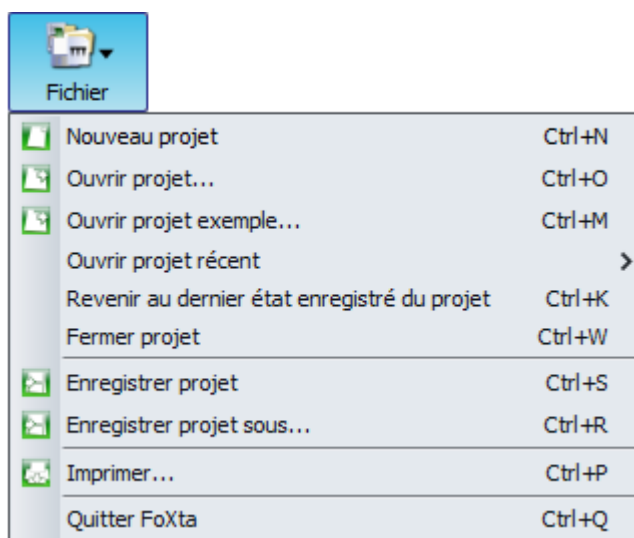 Fichier
Nouveau projet Ctrl+N
Ouvrir projet... Ctrl+O
Ouvrir projet exemple... Ctrl+M
Ouvrir projet récent
Revenir au dernier état enregistré du projet Ctrl+K
Fermer projet Ctrl+W
Enregistrer projet Ctrl+S
Enregistrer projet sous... Ctrl+R
Imprimer... Ctrl+P
Quitter FoXta Ctrl+Q